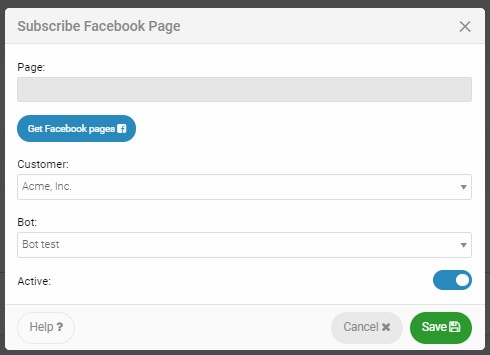 Subscribe Facebook Page
Page:
Get Facebook pages
Customer:
Acme, Inc.
Bot:
Bot test
Active:
Help ?
Cancel
Save